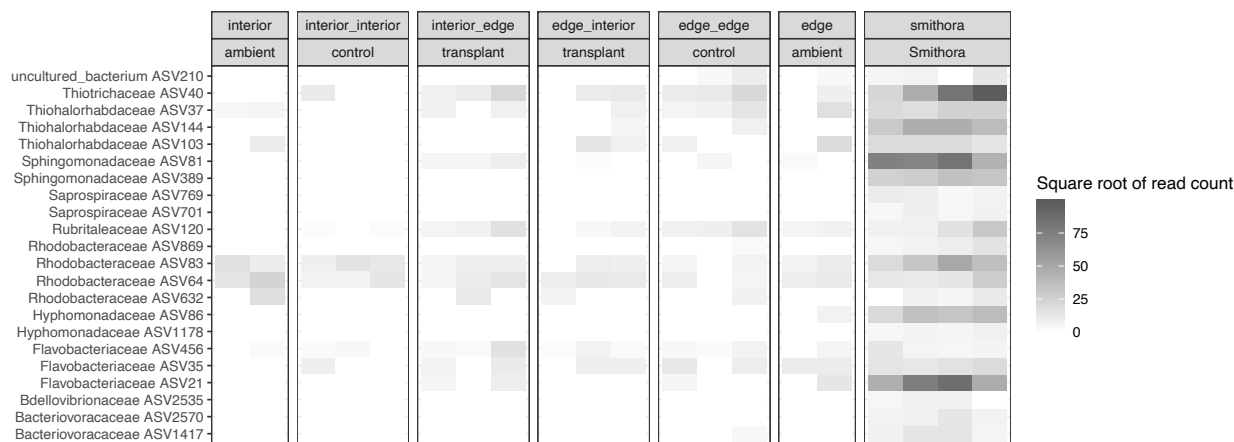 interior interior_interior interior_edge edge_interior edge_edge edge smithora
ambient control transplant transplant control ambient Smithora
uncultured_bacterium ASV210
Thiotrichaceae ASV40
Thiohalorhabdaceae ASV37
Thiohalorhabdaceae ASV144
Thiohalorhabdaceae ASV103
Sphingomonadaceae ASV81
Sphingomonadaceae ASV389
Saprospiraceae ASV769
Saprospiraceae ASV701
Rubritaleaceae ASV120
Rhodobacteraceae ASV869
Rhodobacteraceae ASV83
Rhodobacteraceae ASV64
Rhodobacteraceae ASV632
Hyphomonadaceae ASV86
Hyphomonadaceae ASV1178
Flavobacteriaceae ASV456
Flavobacteriaceae ASV35
Flavobacteriaceae ASV21
Bdellovibrionaceae ASV2535
Bacteriovoracaceae ASV2570
Bacteriovoracaceae ASV1417
Square root of read count
75
50
25
0